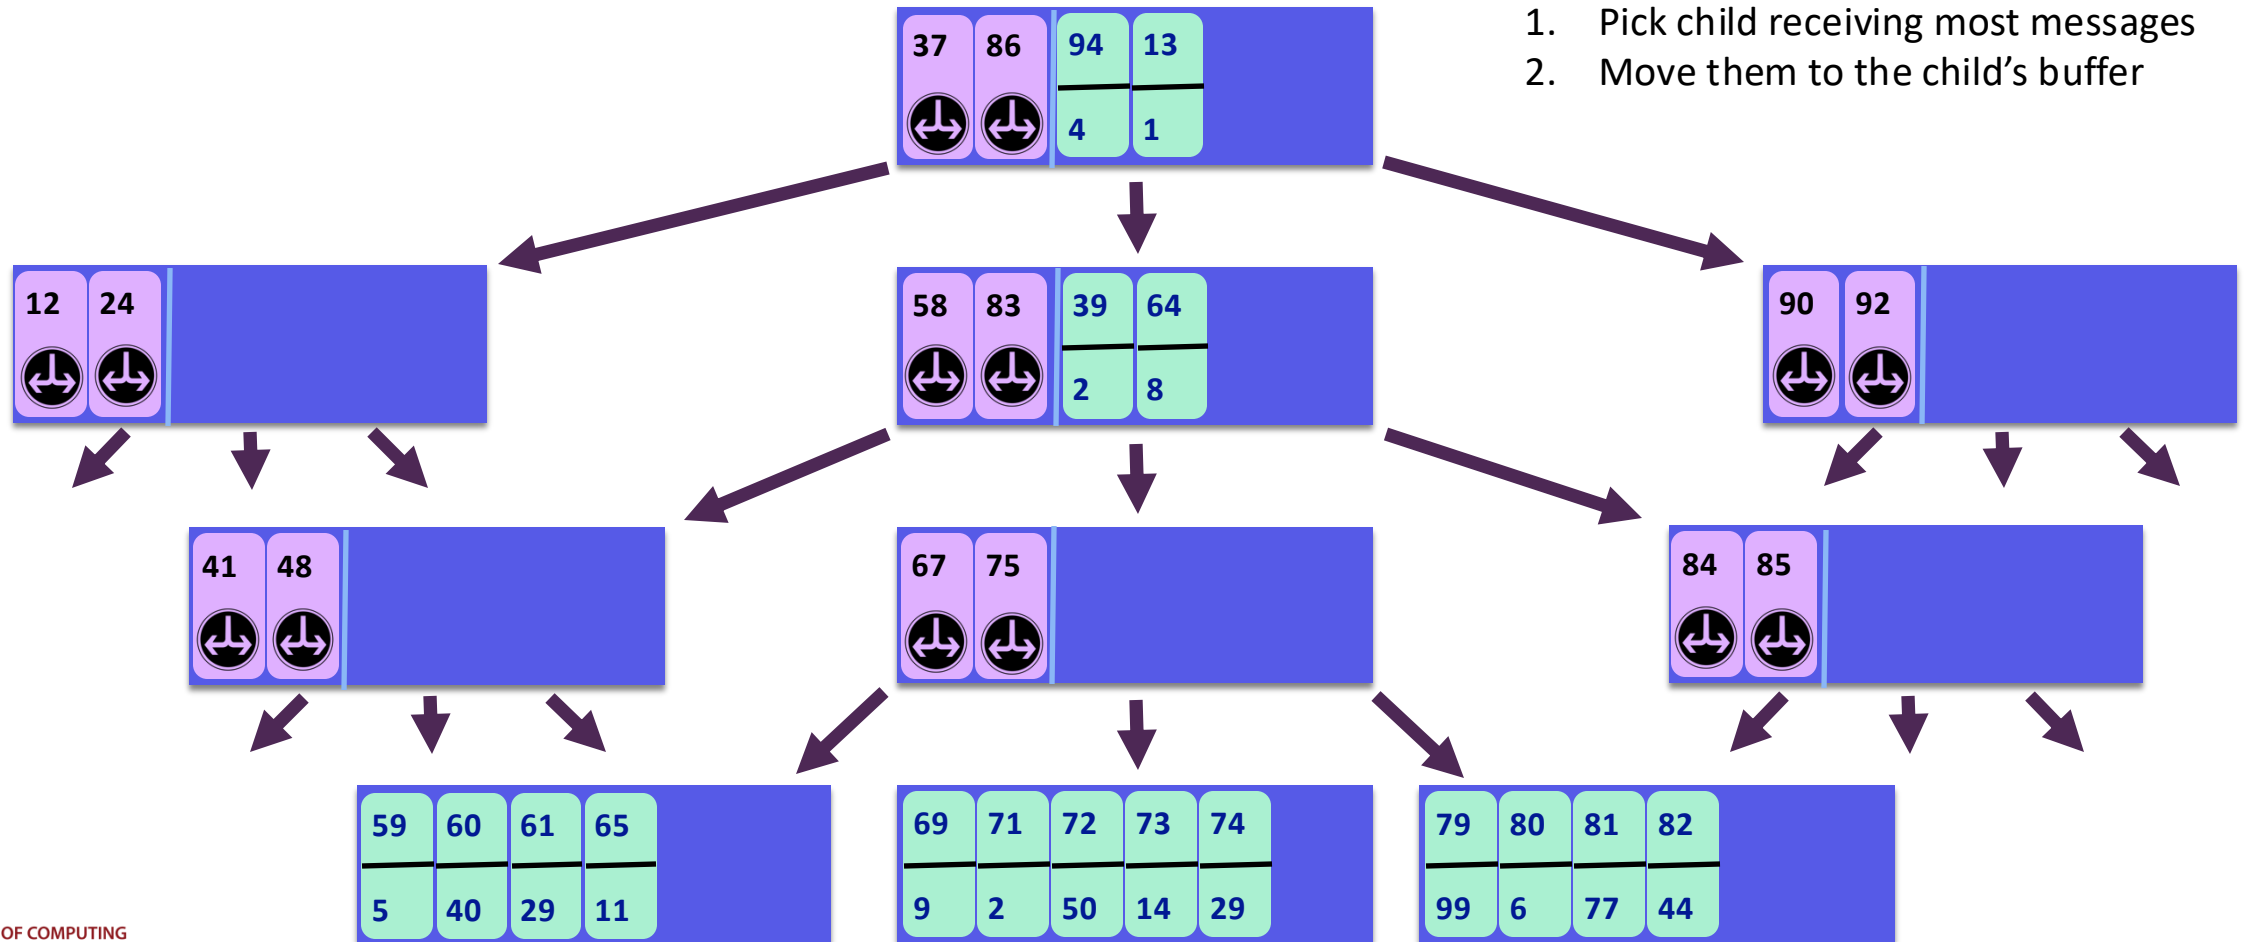 1. Pick child receiving most messages
2. Move them to the child's buffer
37 86 94 13
4 1
12 24
58 83 39 64
2 8
90 92
41 48
67 75
84 85
59 60 61 65
5 40 29 11
69 71 72 73 74
9 2 50 14 29
79 80 81 82
99 6 77 44
OF COMPUTING